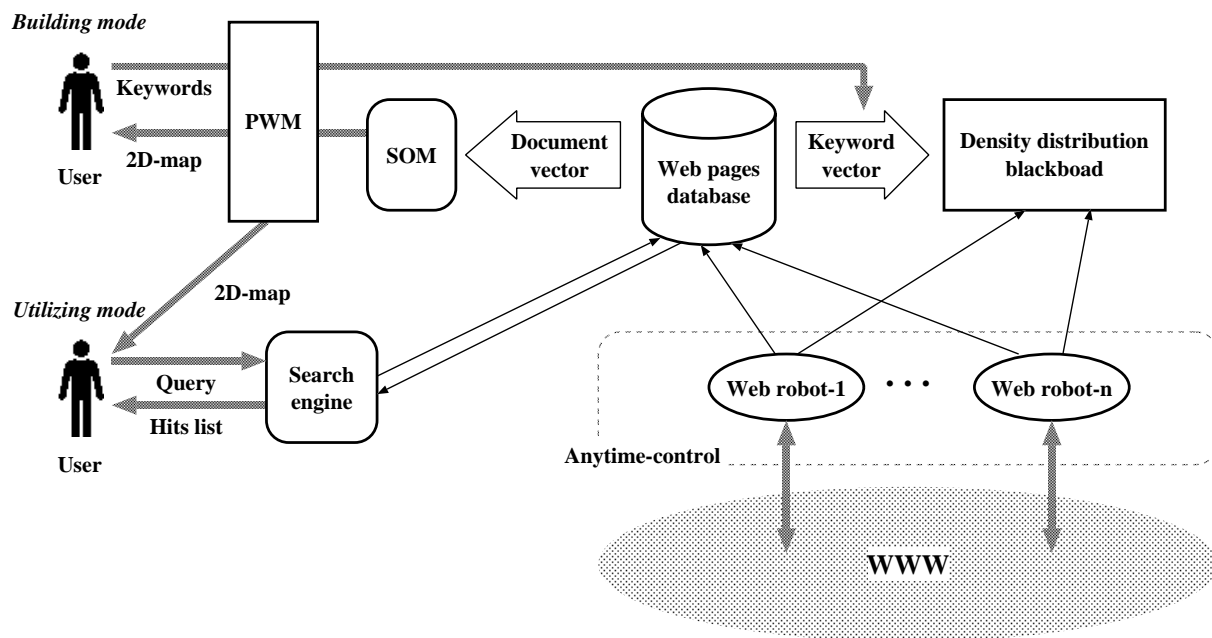 Building mode
Keywords
PWM
2D-map
User
SOM
Document
vector
Web pages
database
Keyword
vector
Density distribution
blackboad
2D-map
Utilizing mode
Query
Hits list
User
Search
engine
Web robot-1
• • •
Web robot-n
Anytime-control
WWW